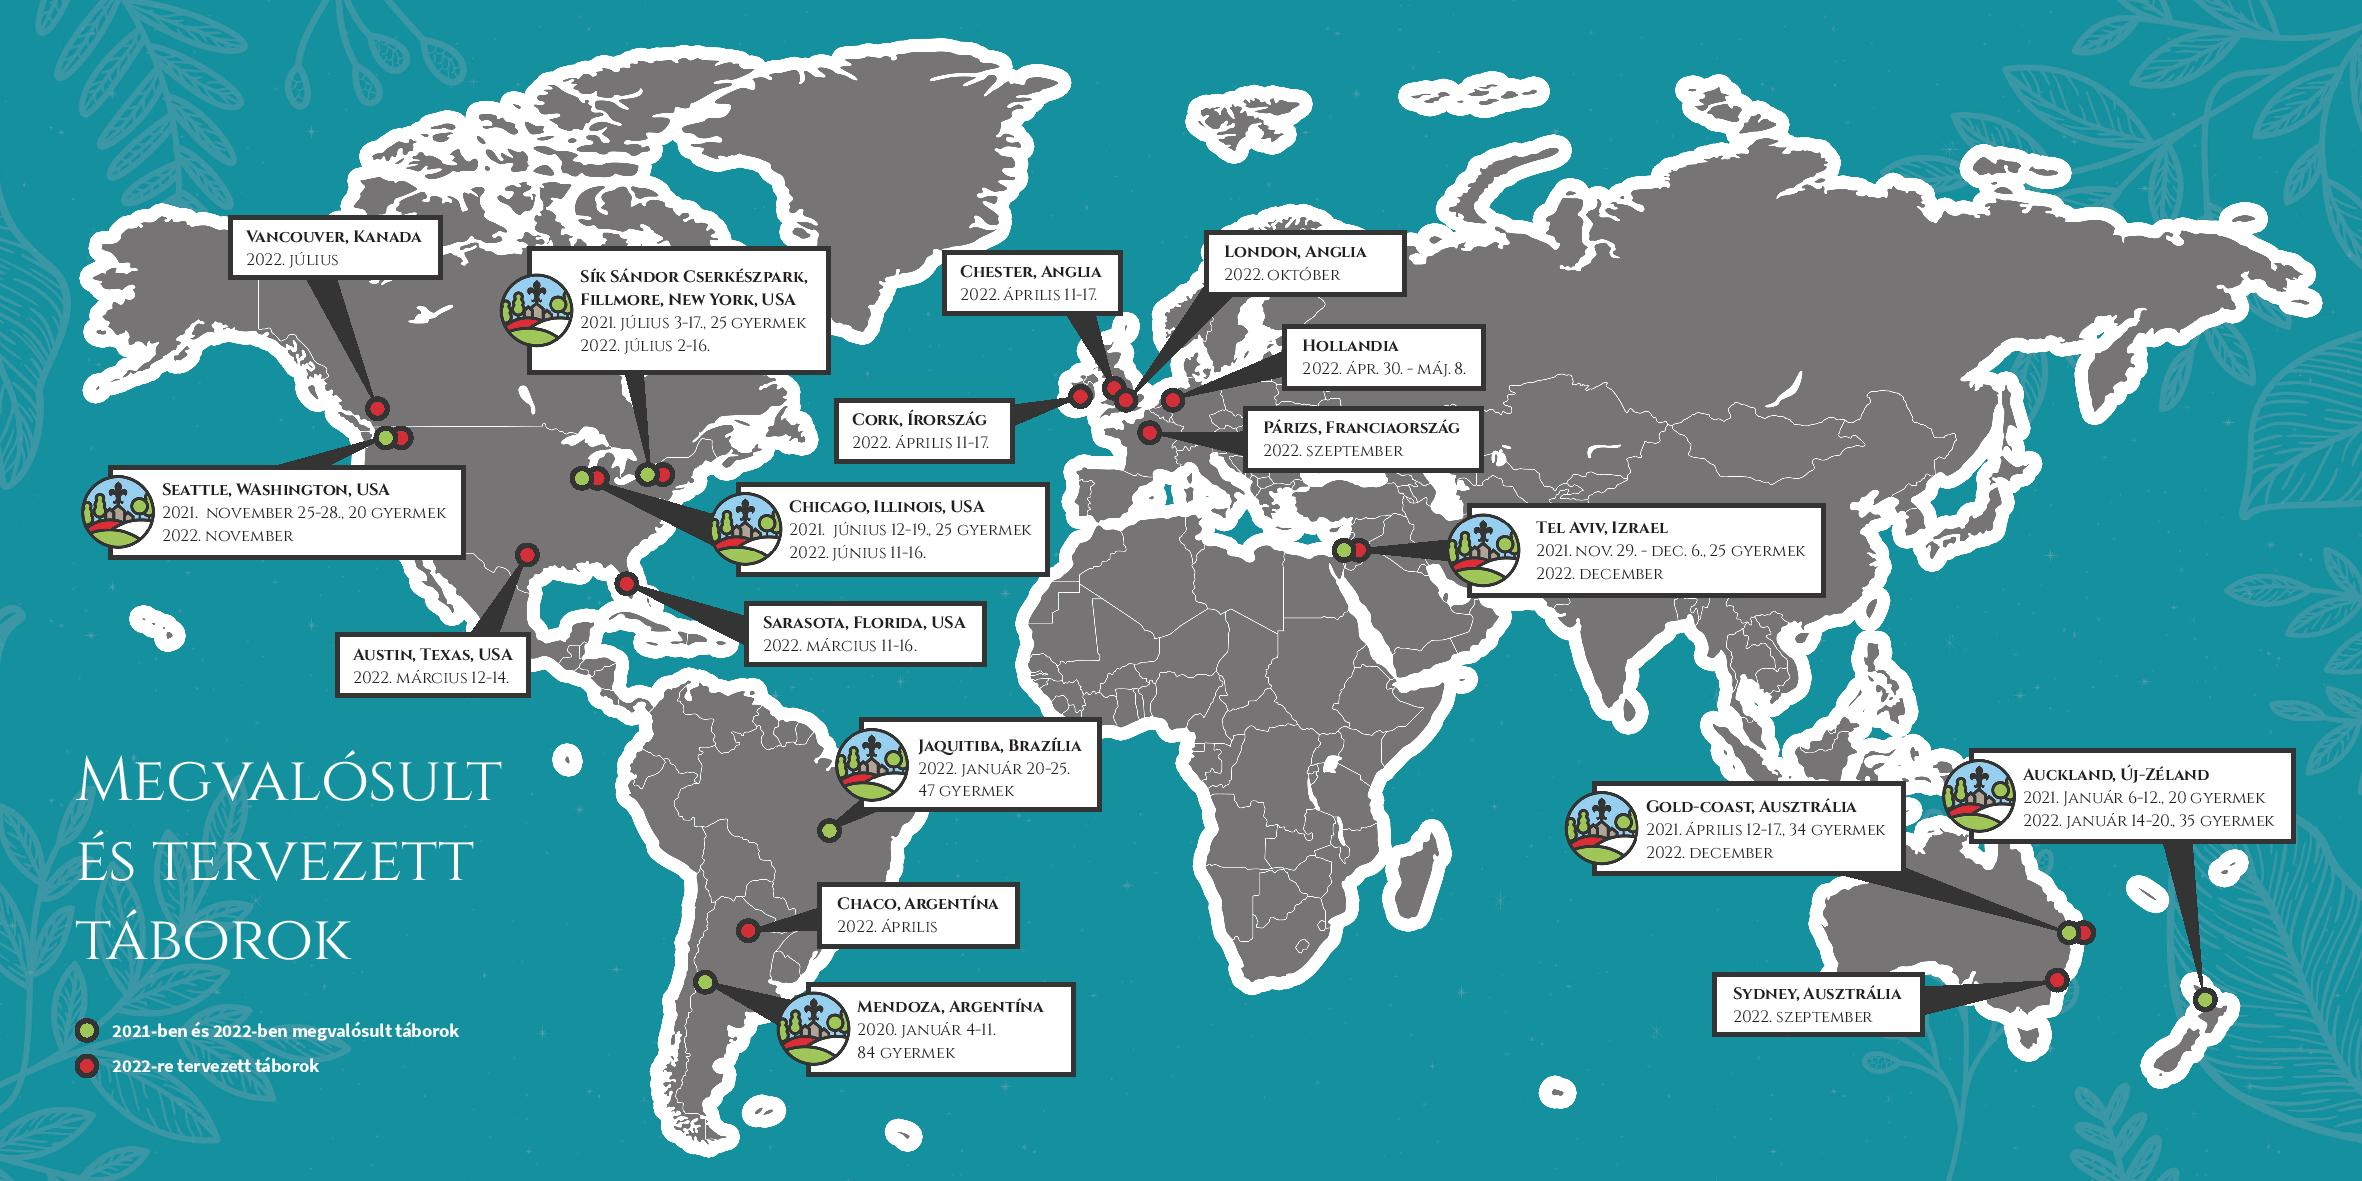 Vancouver, Kanada
2022. július
Sík Sándor Cserkészpark,
Fillmore, New York, USA
2021. július 3-17., 25 gyermek
2022. július 2-16.
Chester, Anglia
2022. április 11-17.
London, Anglia
2022. október
Hollandia
2022. ápr. 30. - máj. 8.
Cork, Írország
2022. április 11-17.
Párizs, Franciaország
2022. szeptember
Seattle, Washington, USA
2021. november 25-28., 20 gyermek
2022. november
Chicago, Illinois, USA
2021. június 12-19., 25 gyermek
2022. június 11-16.
Tel Aviv, Izrael
2021. nov. 29. - dec. 6., 25 gyermek
2022. december
Sarasota, Florida, USA
2022. március 11-16.
Austin, Texas, USA
2022. március 12-14.
Jaquitiba, Brazília
2022. január 20-25.
47 gyermek
Gold-coast, Ausztrália
2021. április 12-17., 34 gyermek
2022. december
Auckland, Új-Zéland
2021. január 6-12., 20 gyermek
2022. január 14-20., 35 gyermek
Chaco, Argentína
2022. április
Mendoza, Argentína
2020. január 4-11.
84 gyermek
Sydney, Ausztrália
2022. szeptember
Megvalósult
és tervezett
táborok
2021-ben és 2022-ben megvalósult táborok
2022-re tervezett táborok